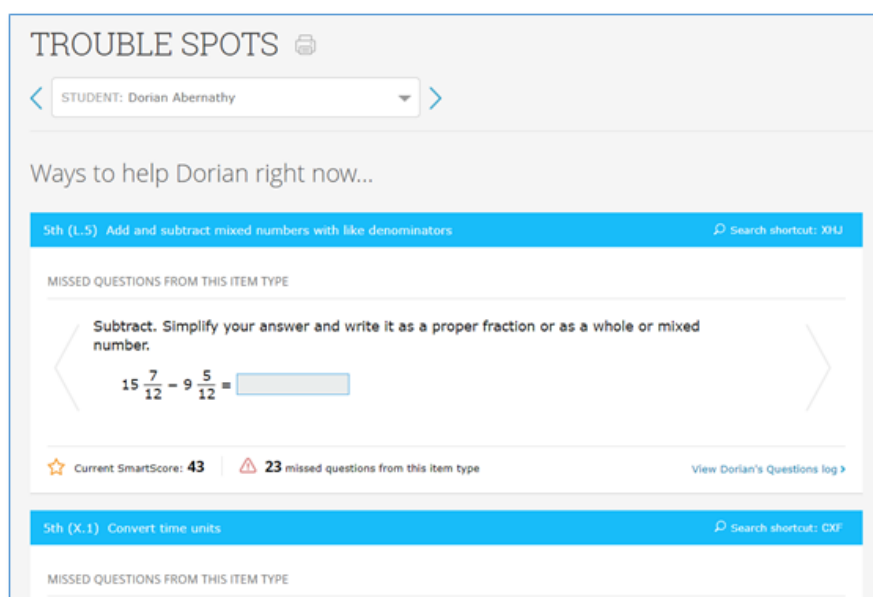 TROUBLE SPOTS
STUDENT: Dorian Abernathy
Ways to help Dorian right now...
5th (L.5) Add and subtract mixed numbers with like denominators
Search shortcut: XHJ
MISSED QUESTIONS FROM THIS ITEM TYPE
Subtract. Simplify your answer and write it as a proper fraction or as a whole or mixed
number.
15 7/12 – 9 5/12 =
Current SmartScore: 43
23 missed questions from this item type
View Dorian's Questions log
5th (X.1) Convert time units
Search shortcut: CXF
MISSED QUESTIONS FROM THIS ITEM TYPE